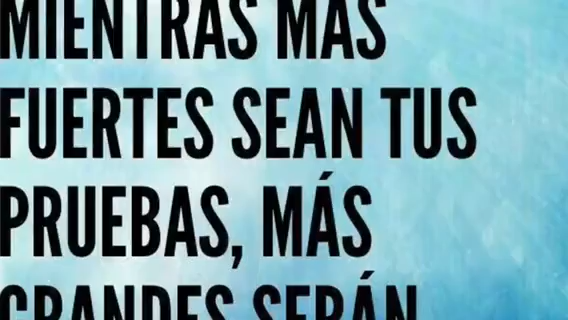 MIENTRAS MÁS
FUERTES SEAN TUS
PRUEBAS, MÁS
GRANDES SERÁN